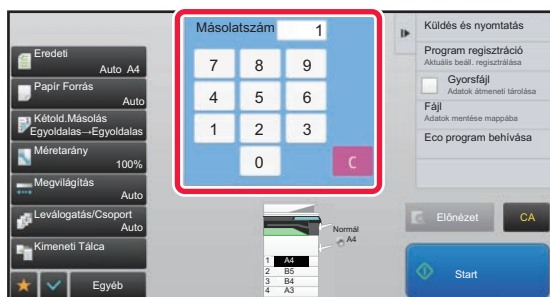 Másolatszám 1
7 8 9
4 5 6
1 2 3
0 C
Eredeti
Auto A4
Papír Forrás
Auto
Kétold.Másolás
Egyoldalas→Egyoldalas
Méretarány
100%
Megvilágítás
Auto
Leválogatás/Csoport
Auto
Kimeneti Tálca
Egyéb
Normál
A4
1 A4
2 B5
3 B4
4 A3
Küldés és nyomtatás
Program regisztráció
Aktuális beáll. regisztrálása
Gyorsfájl
Adatok átmeneti tárolása
Fájl
Adatok mentése mappába
Eco program behívása
Előnézet
CA
Start